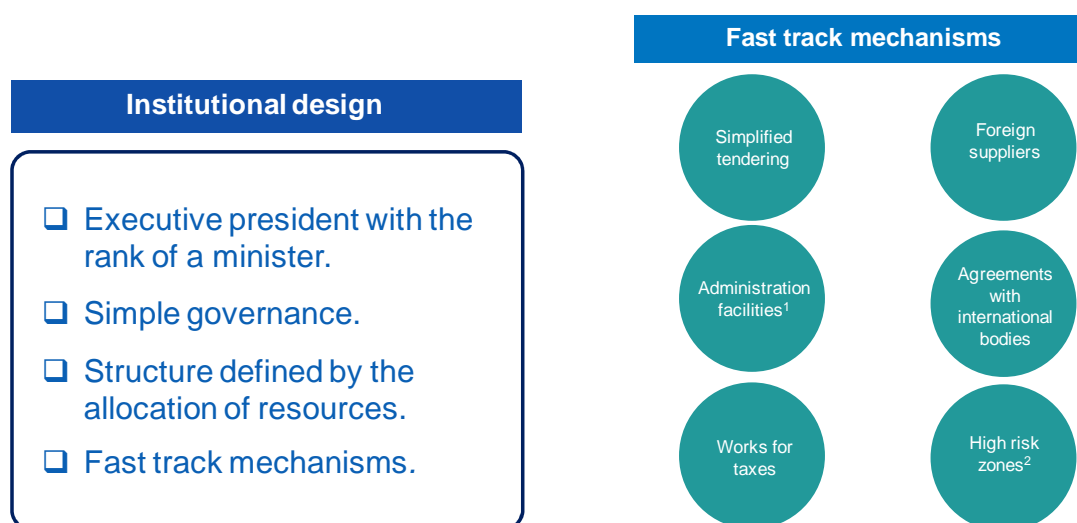 Institutional design
❑ Executive president with the
rank of a minister.
❑ Simple governance.
❑ Structure defined by the
allocation of resources.
❑ Fast track mechanisms.
Fast track mechanisms
Simplified
tendering
Foreign
suppliers
Administration
facilities¹
Agreements
with
international
bodies
Works for
taxes
High risk
zones²